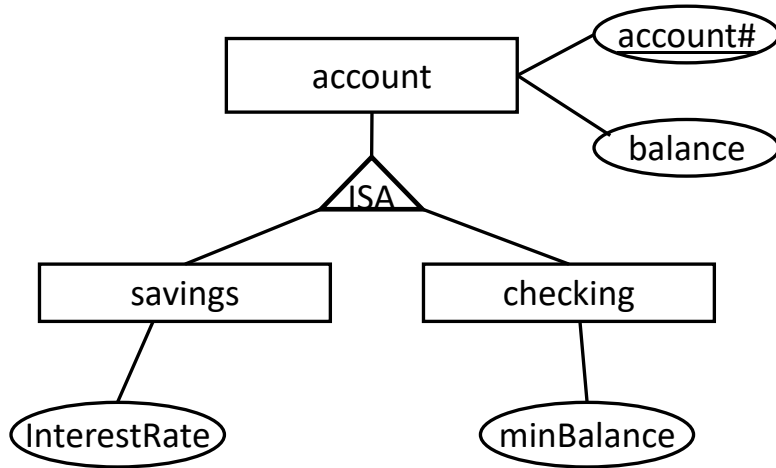 account#
account
balance
ISA
savings
checking
InterestRate
minBalance